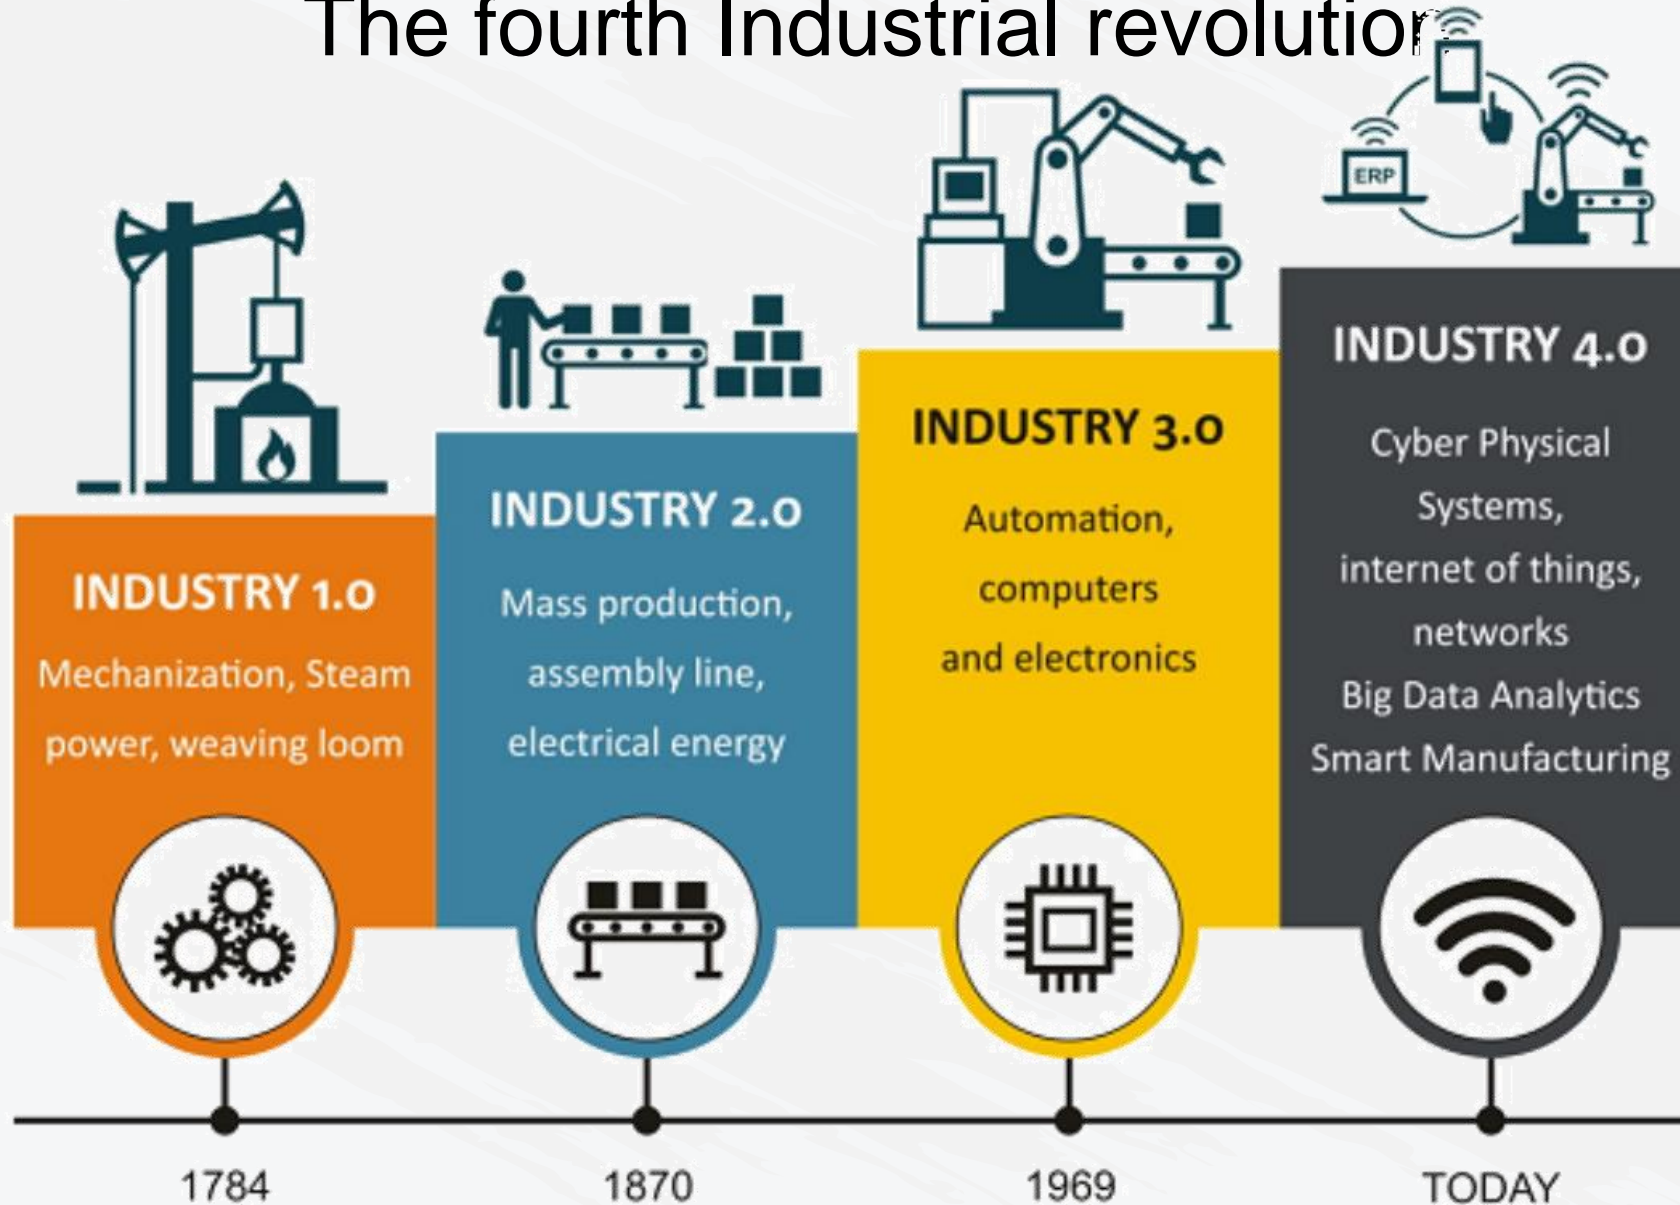 The fourth Industrial revolution
ERP
INDUSTRY 1.0
Mechanization, Steam
power, weaving loom
INDUSTRY 2.0
Mass production,
assembly line,
electrical energy
INDUSTRY 3.0
Automation,
computers
and electronics
INDUSTRY 4.0
Cyber Physical
Systems,
internet of things,
networks
Big Data Analytics
Smart Manufacturing
1784
1870
1969
TODAY